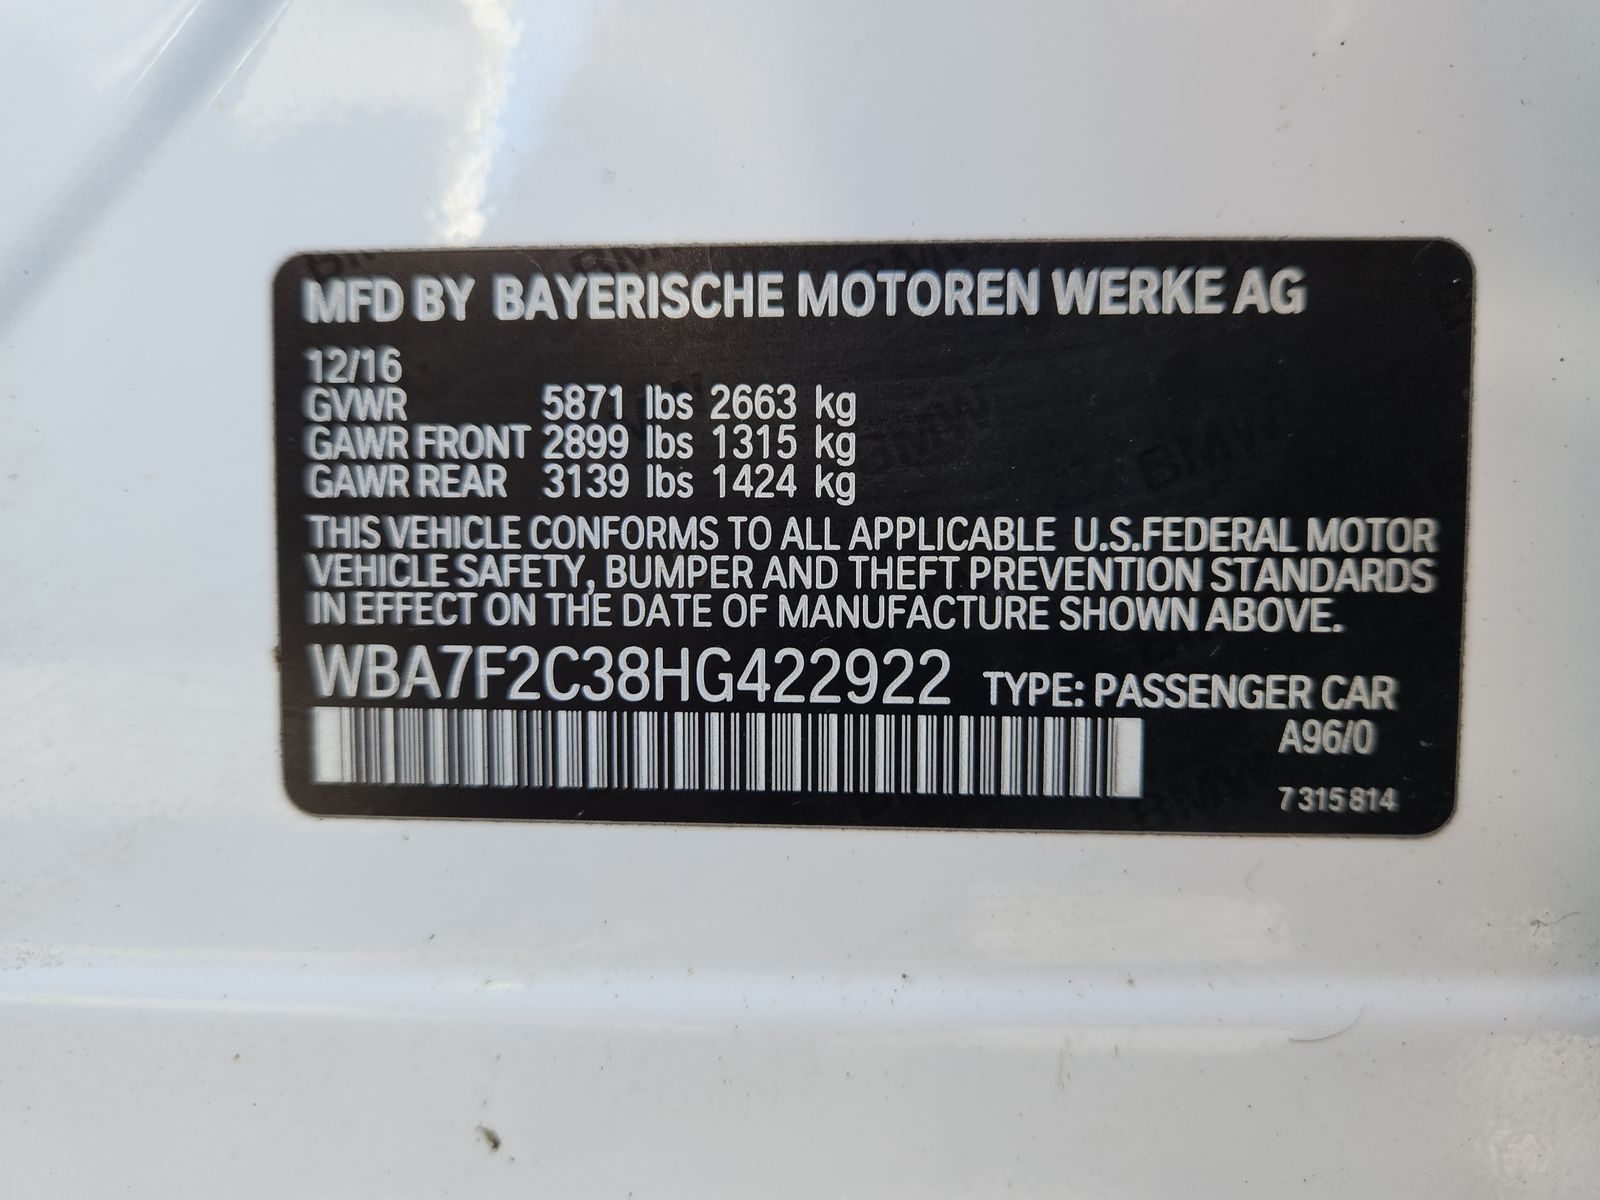 MFD BY BAYERISCHE MOTOREN WERKE AG
12/16
GVWR 5871 lbs 2663 kg
GAWR FRONT 2899 lbs 1315 kg
GAWR REAR 3139 lbs 1424 kg
THIS VEHICLE CONFORMS TO ALL APPLICABLE U.S.FEDERAL MOTOR
VEHICLE SAFETY, BUMPER AND THEFT PREVENTION STANDARDS
IN EFFECT ON THE DATE OF MANUFACTURE SHOWN ABOVE.
WBA7F2C38HG422922 TYPE: PASSENGER CAR
A96/0
7 315 814